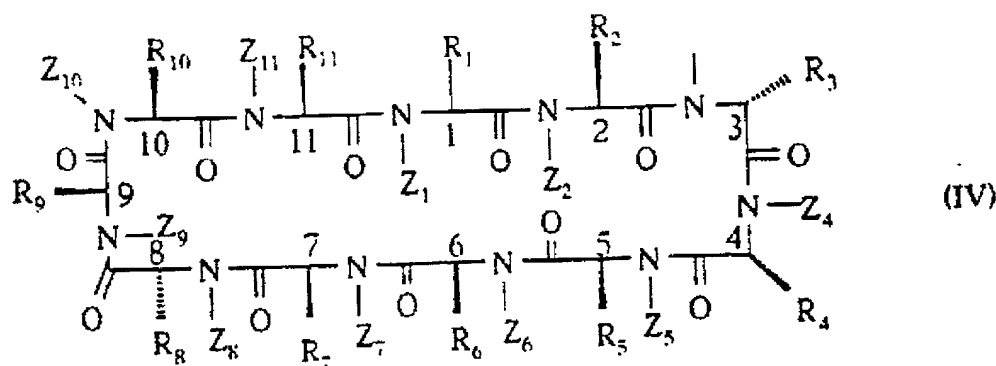 Z₁₀ R₁₀ Z₁₁ R₁₁ R₁ R₂ R₃
N N N N N
10 11 1 2 3
O O O O O O O
R₉ 9 Z₁ Z₂ N Z₄ (IV)
N Z₉ O
8 N 7 N 6 N 5 N 4
O O O O
R₈ Z₈ R₇ Z₇ R₆ Z₆ R₅ Z₅ R₄